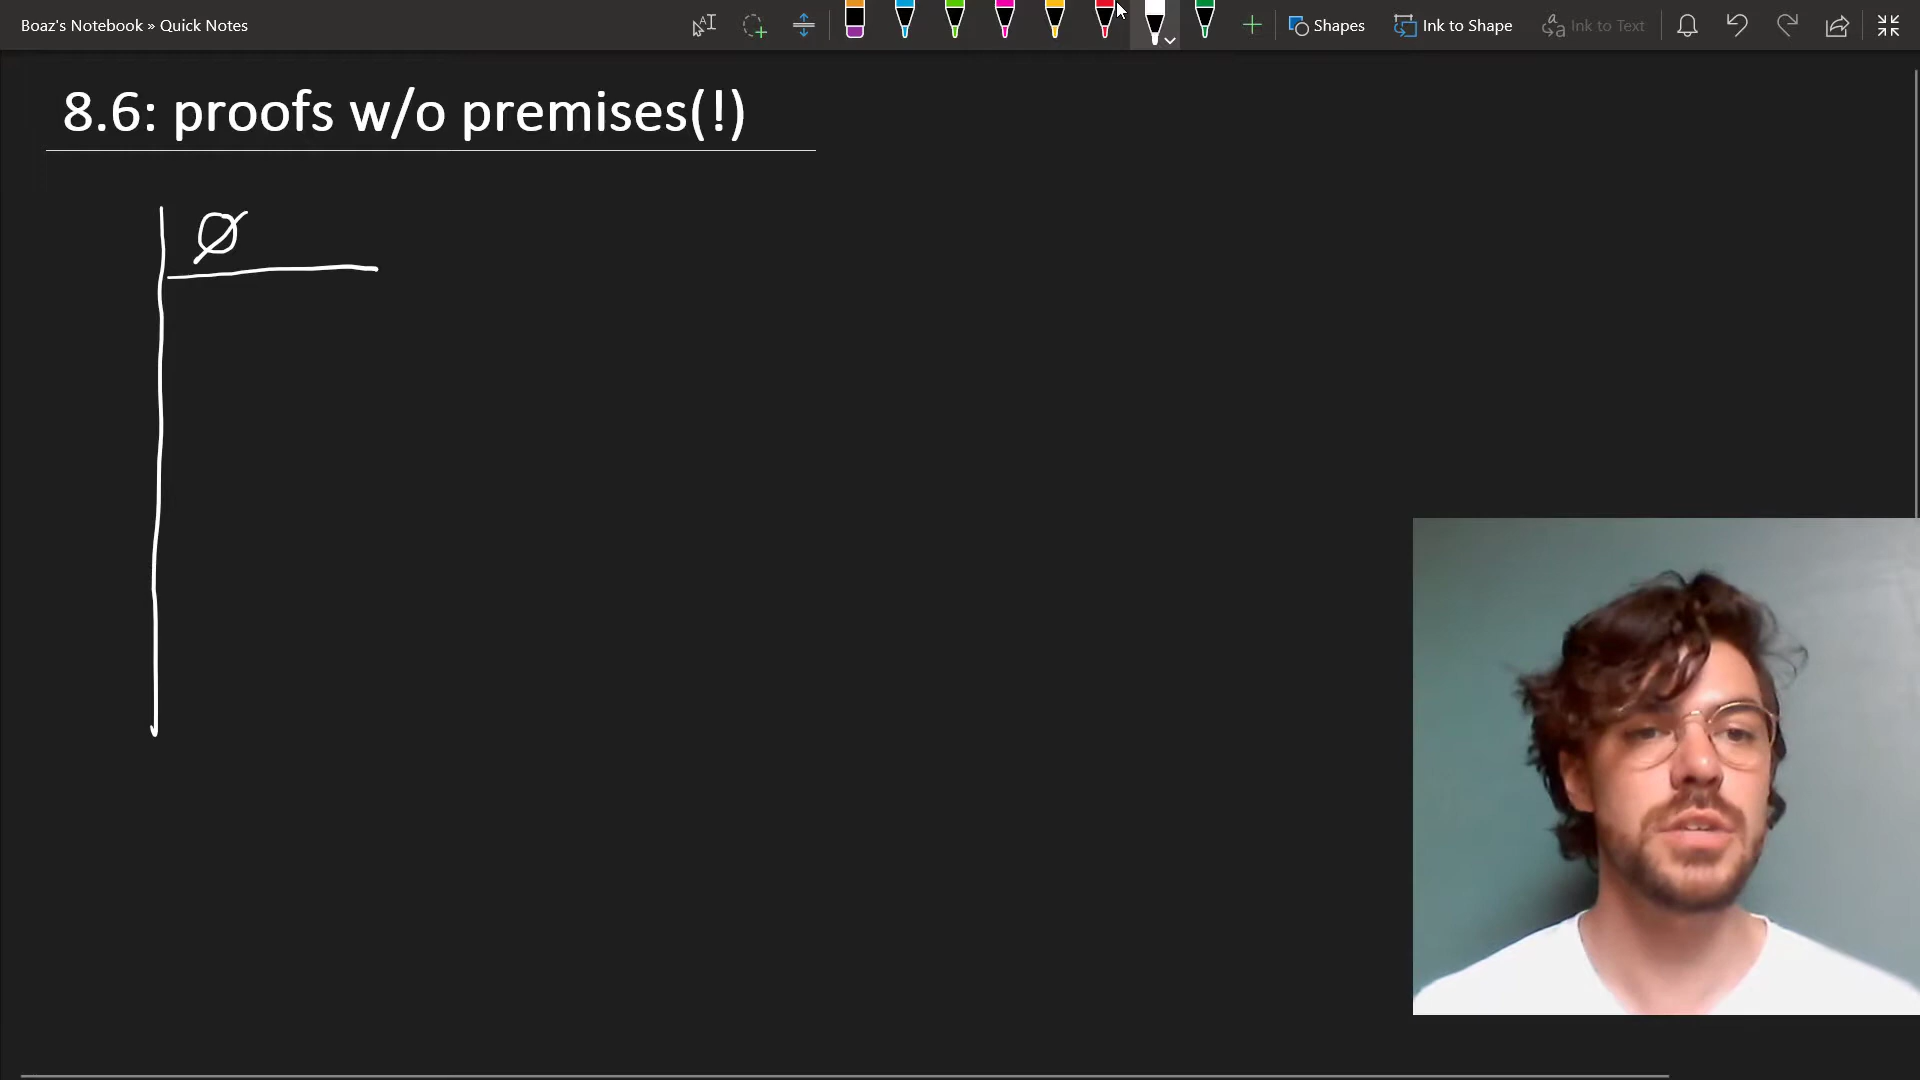 Boaz's Notebook » Quick Notes
Shapes
Ink to Shape
Ink to Text
8.6: proofs w/o premises(!)
∅